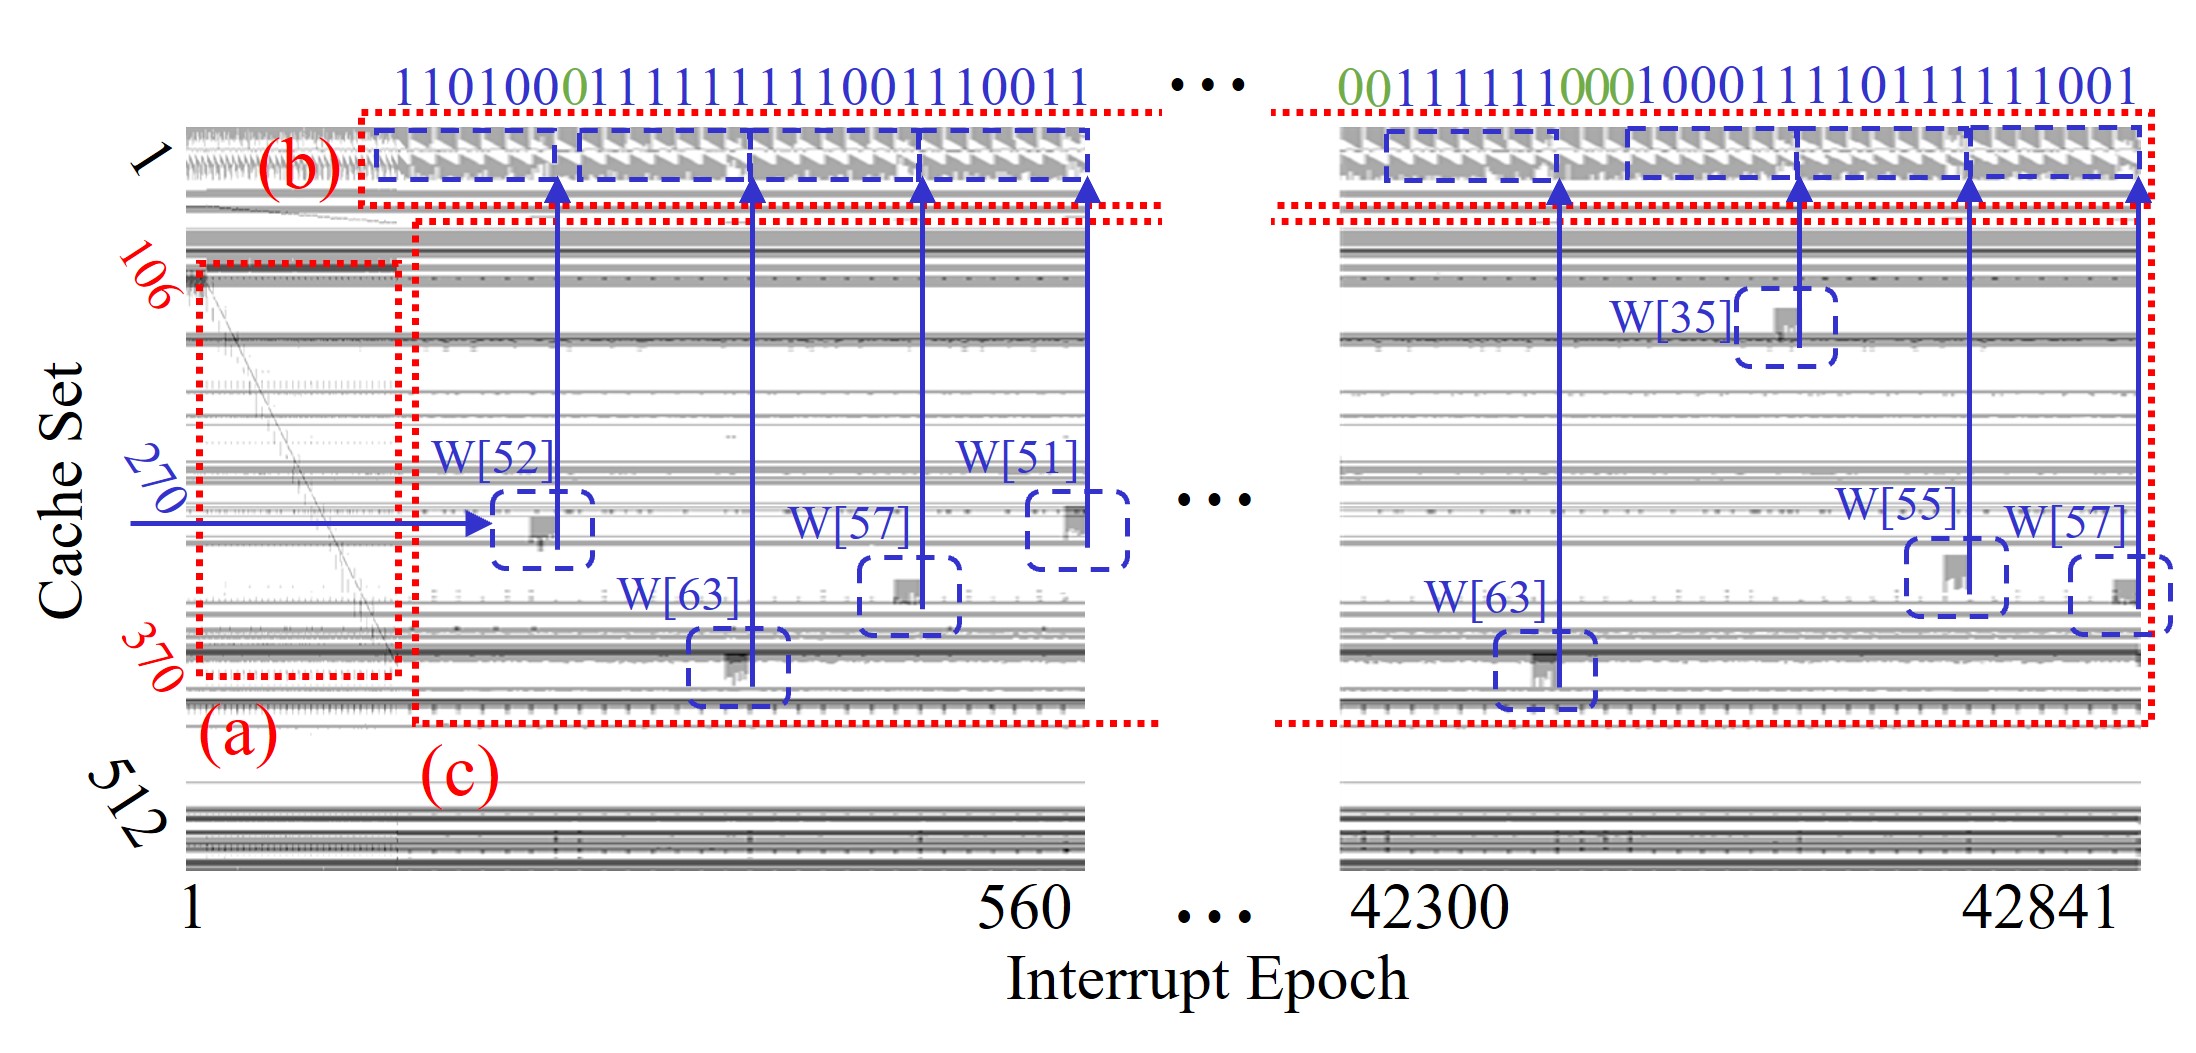 1101000111111111001110011 ••• 00111111000100011110111111001
1
(b)
106
W[35]
Cache Set
270
W[52]
W[51]
•••
W[57]
W[55]
W[57]
W[63]
W[63]
370
(a)
(c)
512
1 560 ••• 42300 42841
Interrupt Epoch